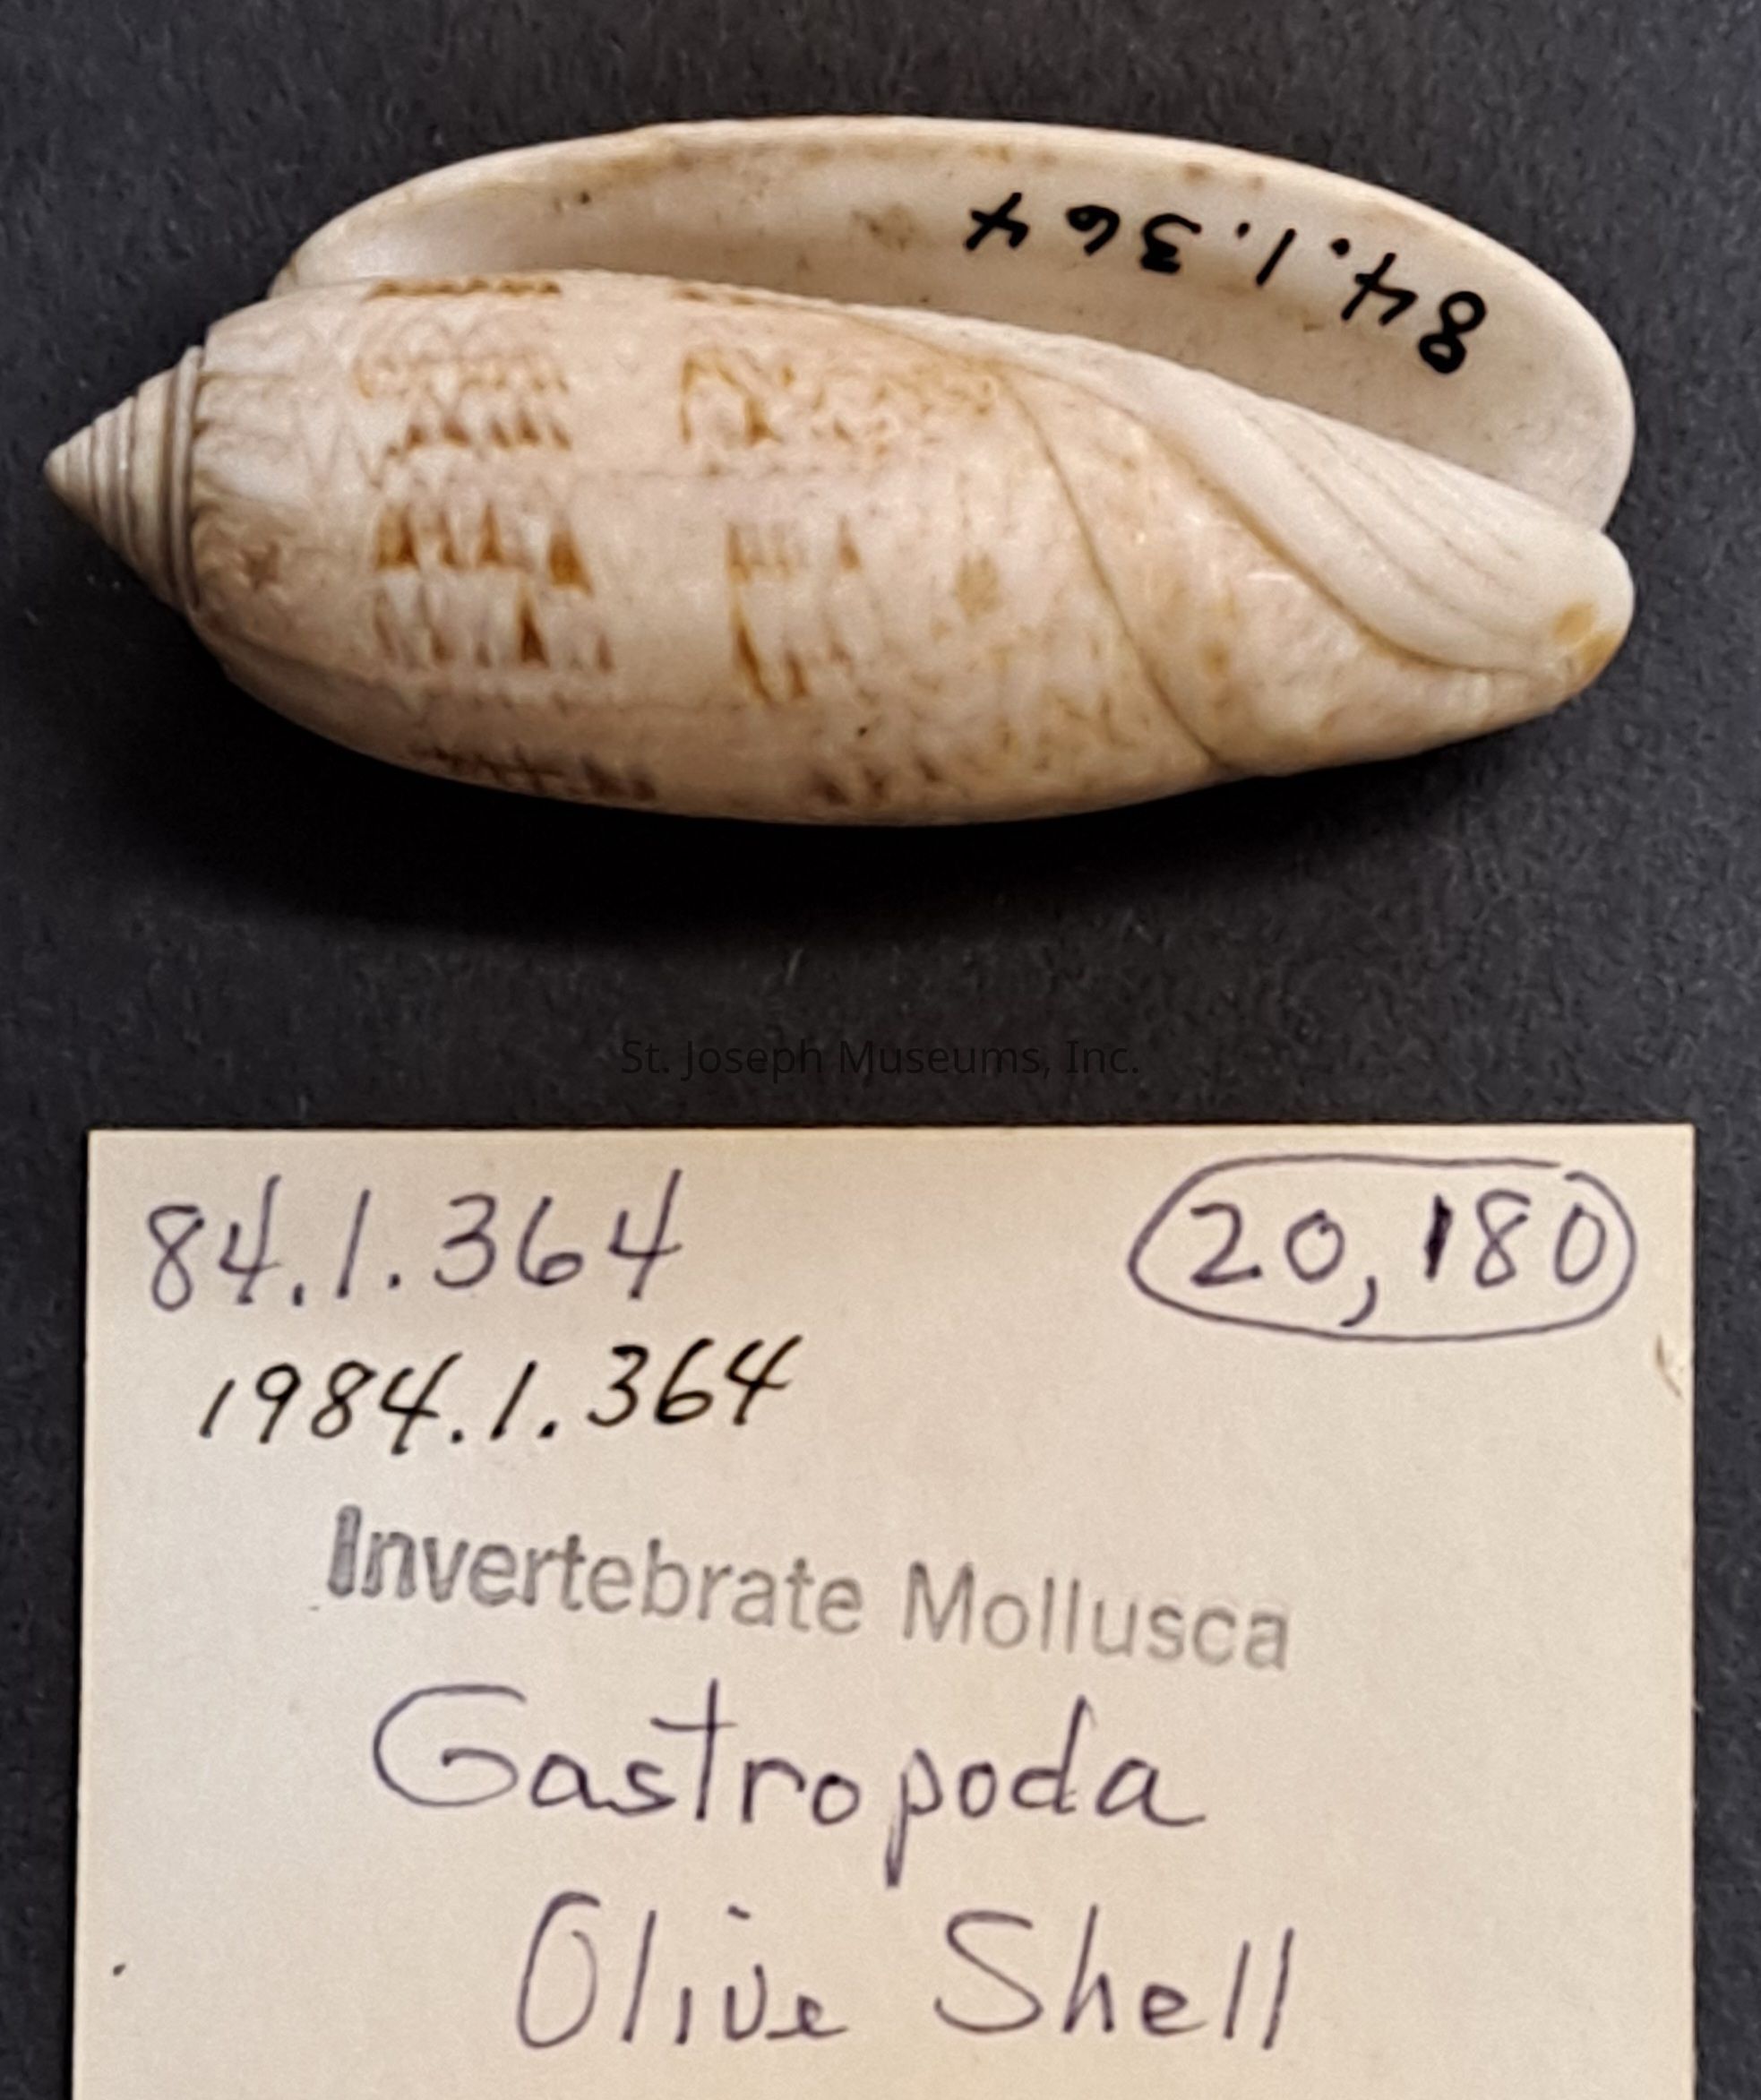 84.1.364
St. Joseph Museums, Inc.
84.1.364
20,180
1984.1.364
Invertebrate Mollusca
Gastropoda
Olive Shell